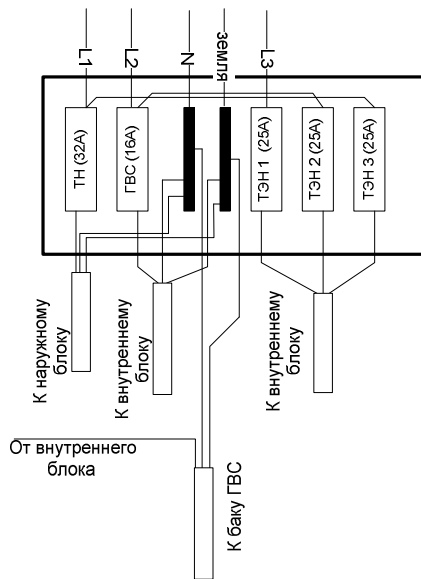 L1
L2
N
земля
L3
ТН (32А)
ГВС (16А)
ТЭН 1 (25А)
ТЭН 2 (25А)
ТЭН 3 (25А)
К наружному
блоку
К внутреннему
блоку
К внутреннему
блоку
От внутреннего
блока
К баку ГВС